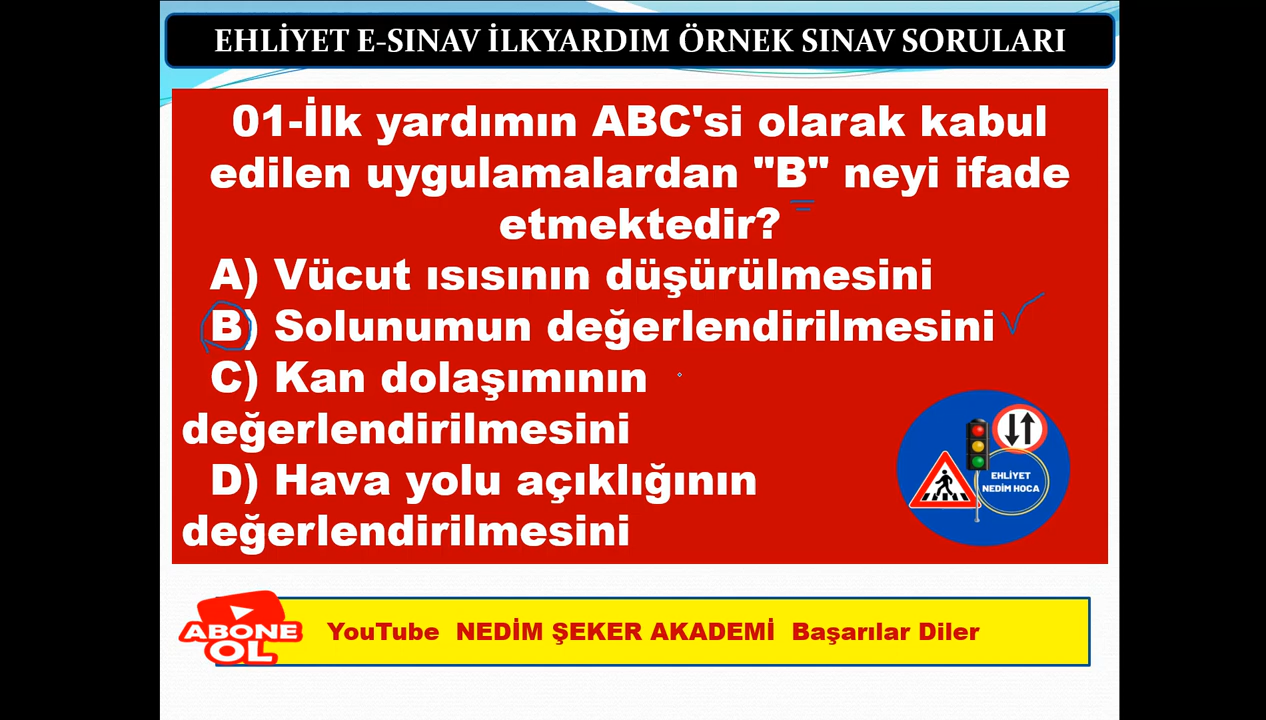 EHLİYET E-SINAV İLKYARDIM ÖRNEK SINAV SORULARI
01-İlk yardımın ABC'si olarak kabul
edilen uygulamalardan "B" neyi ifade
etmektedir?
A) Vücut ısısının düşürülmesini
B) Solunumun değerlendirilmesini
C) Kan dolaşımının
değerlendirilmesini
D) Hava yolu açıklığının
değerlendirilmesini
EHLİYET
NEDİM HOCA
ABONE
OL
YouTube NEDİM ŞEKER AKADEMİ Başarılar Diler